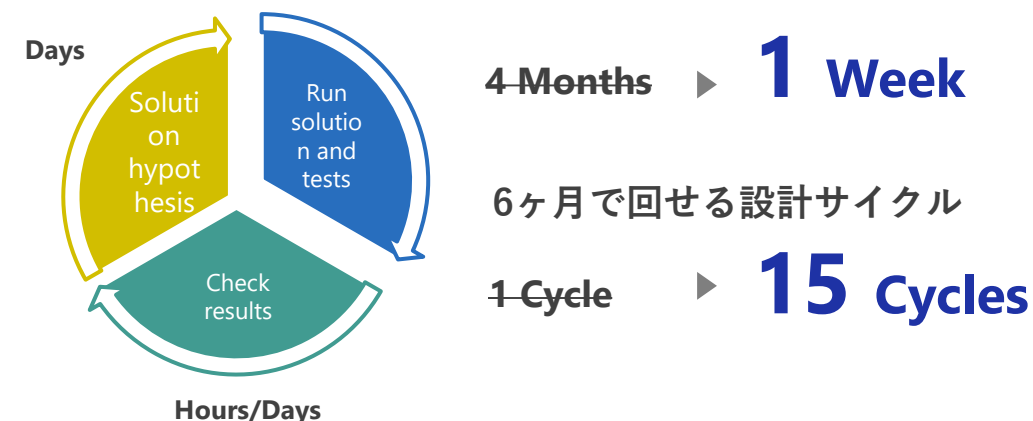 Days
Soluti
on
hypot
hesis
Run
solutio
n and
tests
Check
results
Hours/Days
4 Months
1 Week
6ヶ月で回せる設計サイクル
1 Cycle
15 Cycles